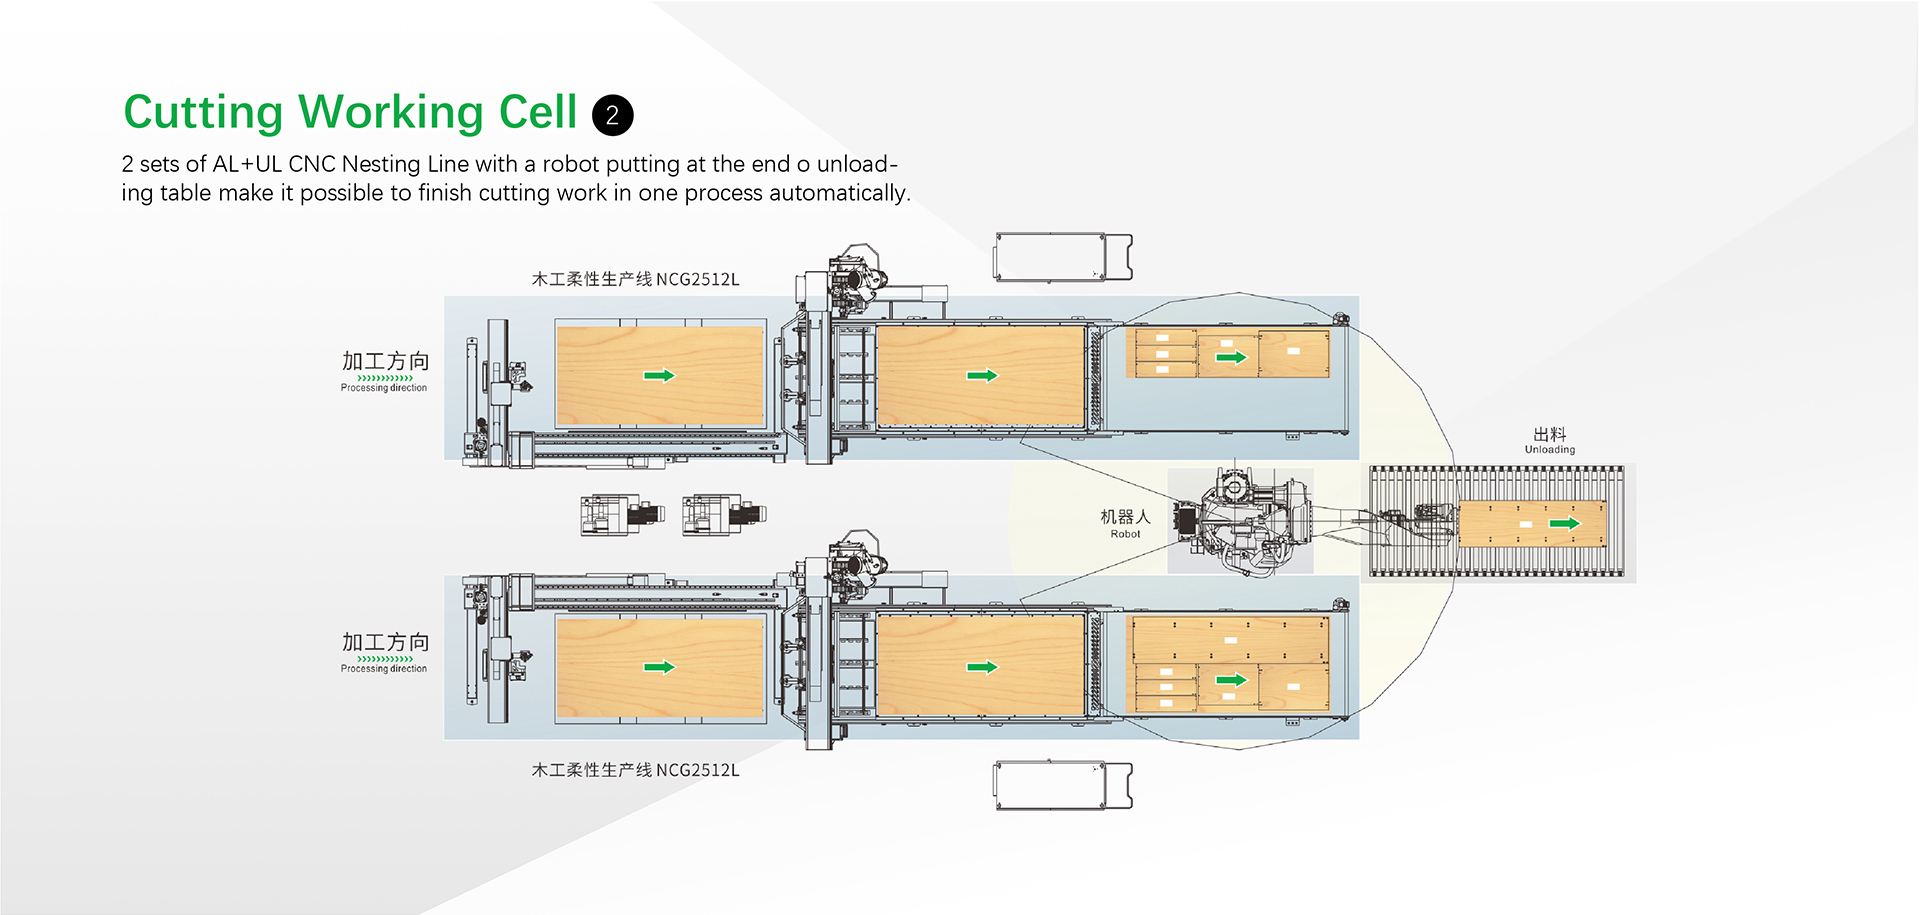 Cutting Working Cell 2
2 sets of AL+UL CNC Nesting Line with a robot putting at the end o unload-
ing table make it possible to finish cutting work in one process automatically.
木工柔性生产线 NCG2512L
加工方向
Processing direction
出料
Unloading
机器人
Robot
加工方向
Processing direction
木工柔性生产线 NCG2512L